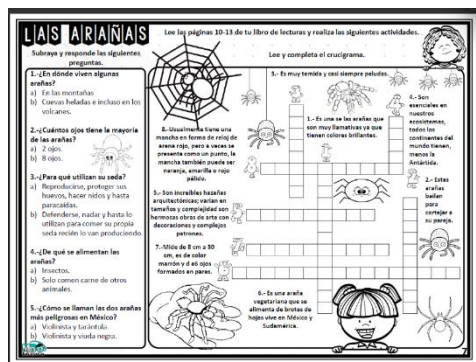 LAS ARAÑAS
Lee las páginas 10-13 de tu libro de lecturas y realiza las siguientes actividades.
Subraya y responde las siguientes
preguntas.
1.-¿En dónde viven algunas
arañas?
a) En las montañas
b) Cuevas heladas e incluso en los
volcanes.
2.-¿Cuántos ojos tiene la mayoría
de las arañas?
a) 2 ojos.
b) 8 ojos.
3.-¿Para qué utilizan su seda?
a) Reproducirse, proteger sus
huevos, hacer nidos y hasta
paracaídas.
b) Defenderse, nadar y hasta lo
utilizan para comer su propia
seda recién lo van produciendo.
4.-¿De qué se alimentan las
arañas?
a) Insectos.
b) Solo comen carne de otros
animales.
5.-¿Cómo se llaman las dos arañas
más peligrosas en México?
a) Violinista y tarántula.
b) Violinista y viuda negra.
Lee y completa el crucigrama.
3.- Es muy temida y casi siempre peludas.
1.- Es una se las arañas que
son muy llamativas ya que
tienen colores brillantes.
4.- Son
esenciales en
nuestros
ecosistemas,
todos los
continentes del
mundo tienen,
menos la
Antártida.
8.-Usualmente tiene una
mancha en forma de reloj de
arena rojo, pero a veces se
presenta como un punto, la
mancha también puede ser
naranja, amarilla o rojo
pálido.
2.- Estas
arañas
bailan
para
cortejar a
su pareja.
5.- Son increíbles hazañas
arquitectónicas; varían en
tamaños y complejidad son
hermosas obras de arte con
decoraciones y complejos
patrones.
7.-Mide de 8 cm a 30
cm, es de color
marrón y d e6 ojos
formados en pares.
6.- Es una araña
vegetariana que se
alimenta de brotes de
hojas vive en México y
Sudamérica.